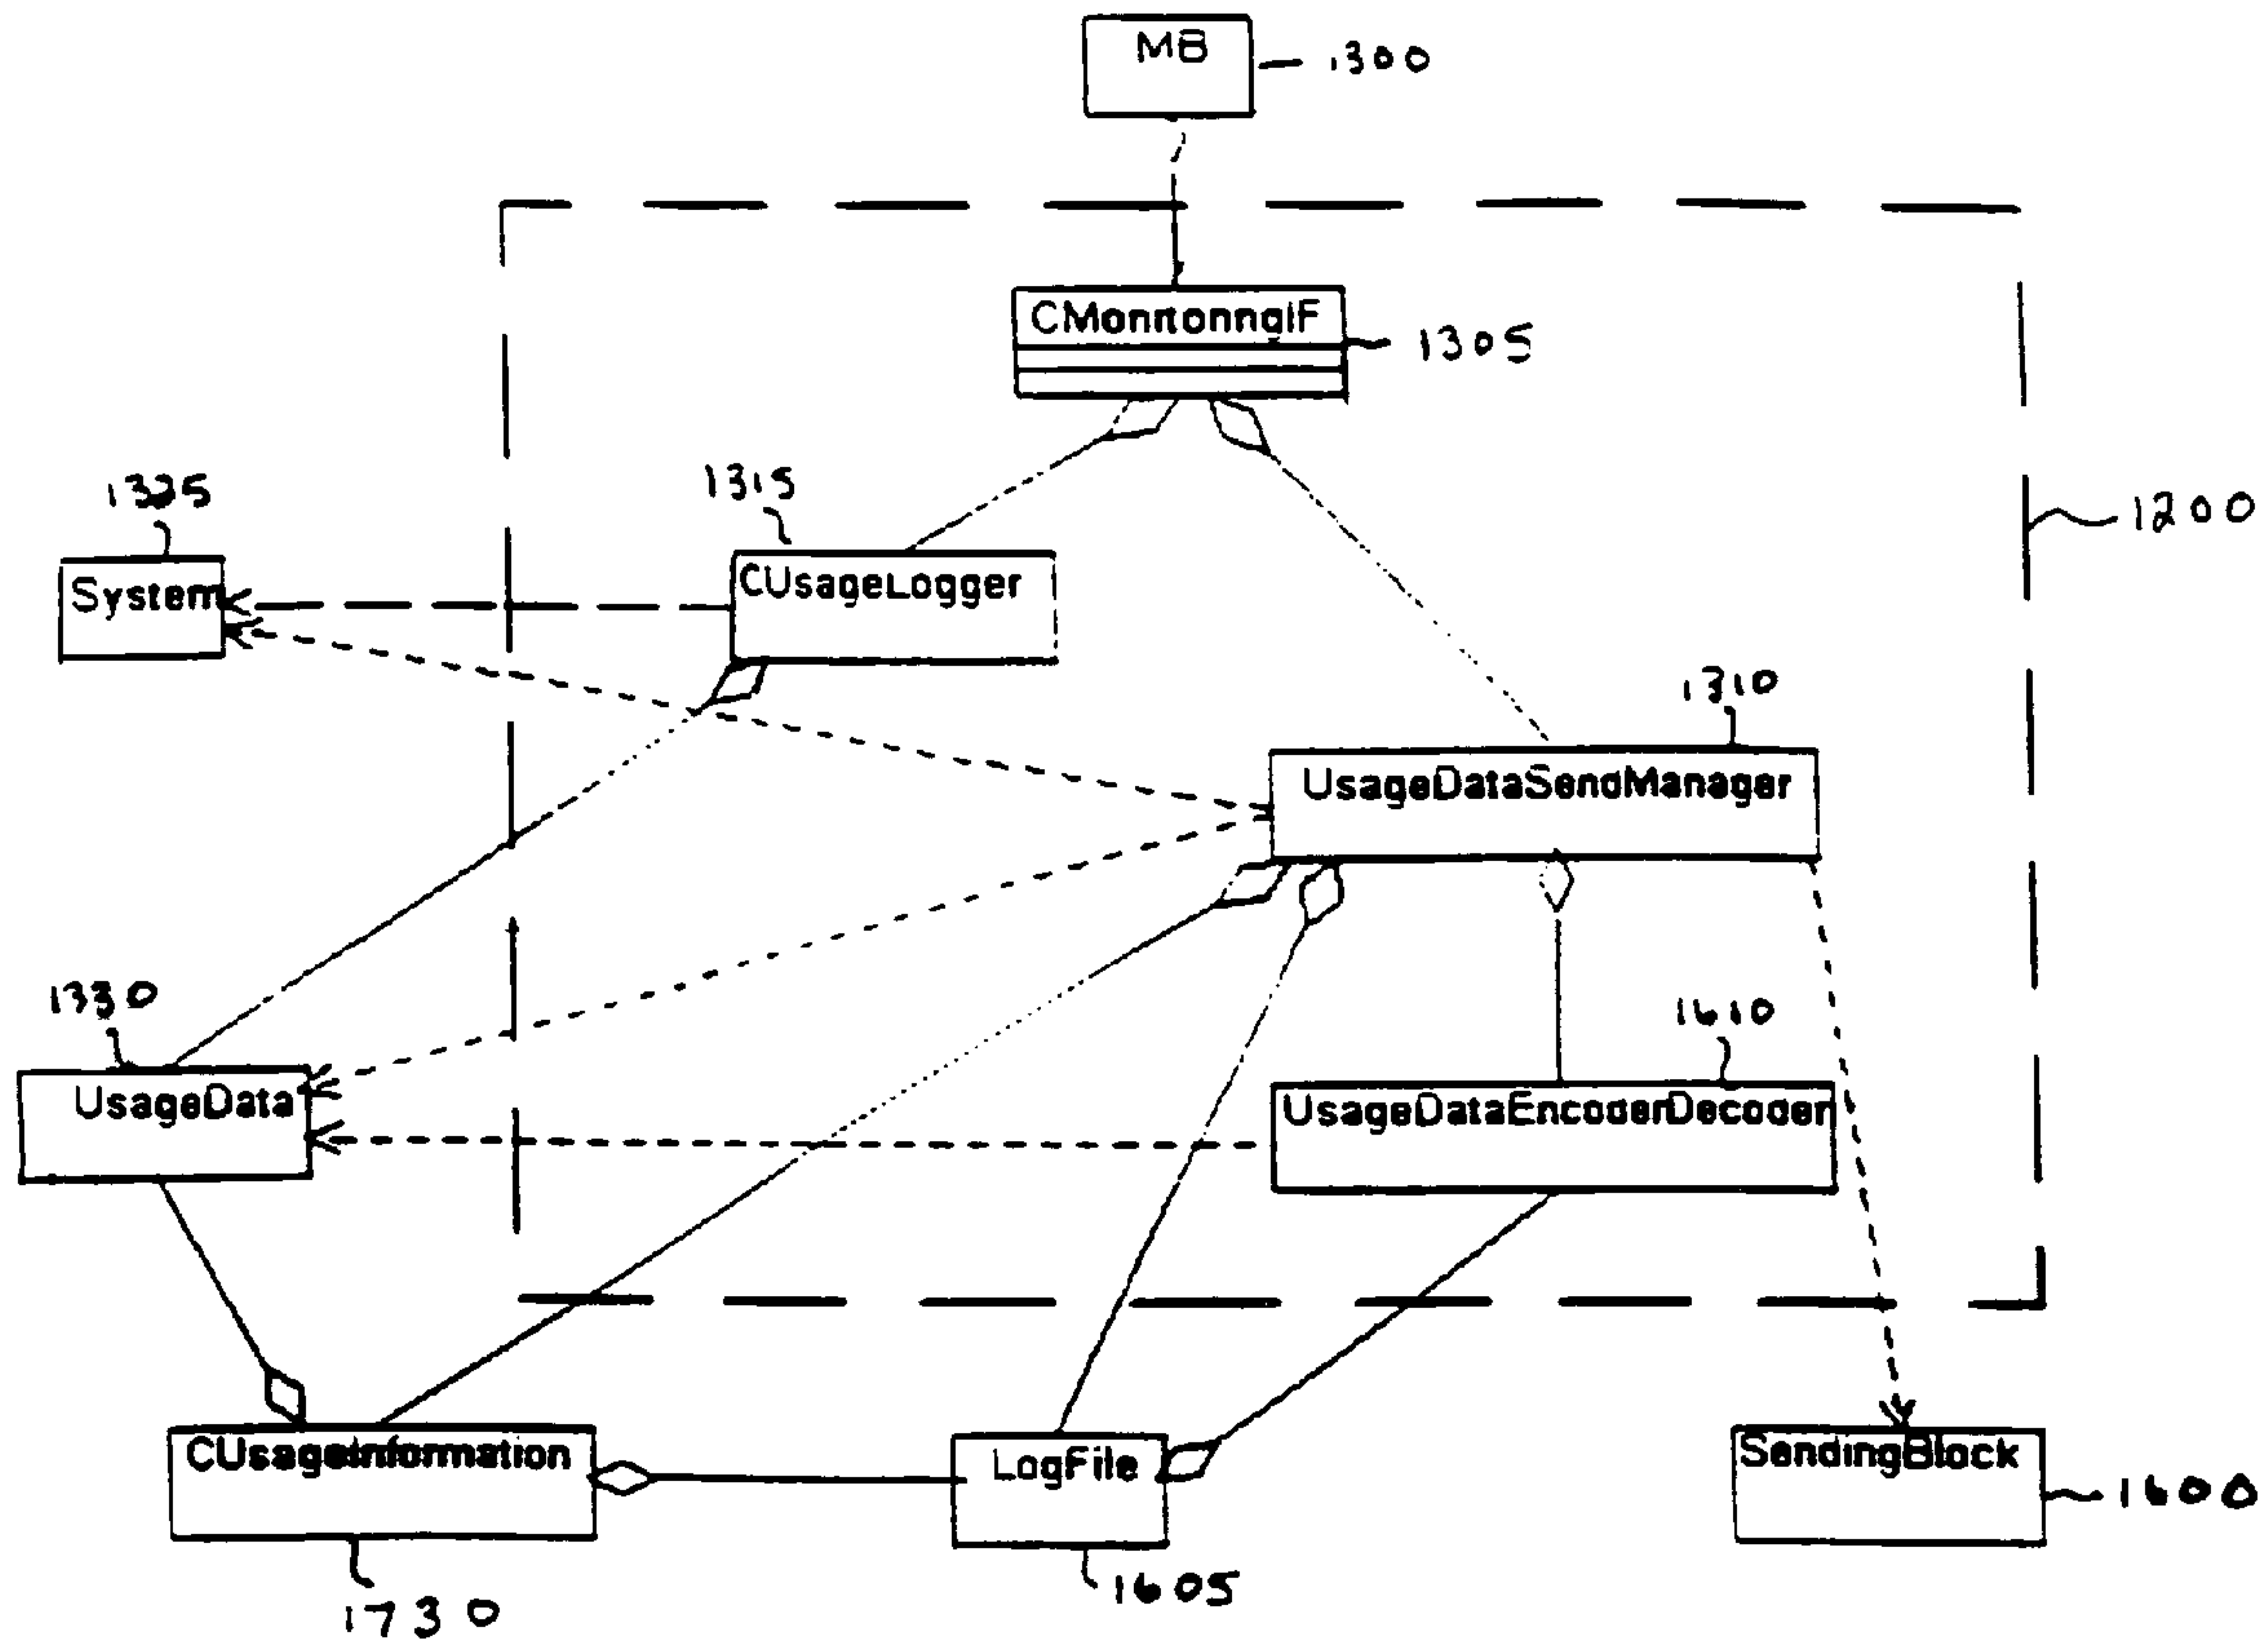 MB
1300
CMonitoringIF
1305
1325
1315
1200
System
CUsageLogger
1310
UsageDataSendManager
1330
1610
UsageData
UsageDataEncoderDecoder
CUsageInformation
LogFile
SendingBlock
1600
1605
1730